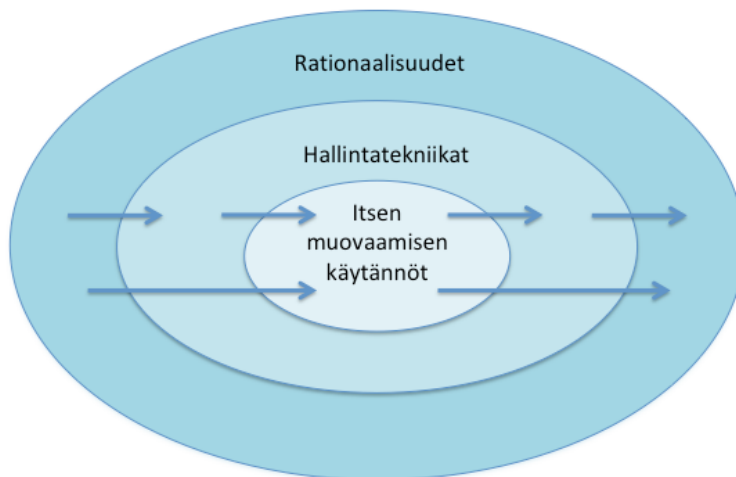 Rationaalisuudet
Hallintatekniikat
Itsen
muovaamisen
käytännöt